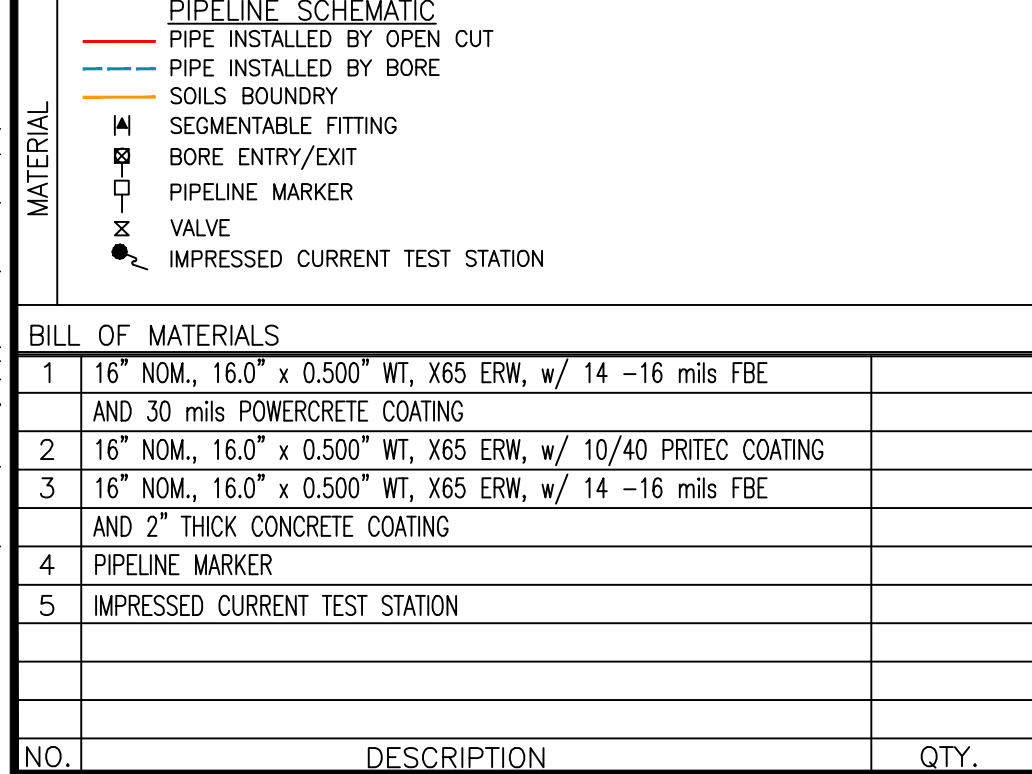 PIPELINE SCHEMATIC
PIPE INSTALLED BY OPEN CUT
PIPE INSTALLED BY BORE
SOILS BOUNDRY
SEGMENTABLE FITTING
BORE ENTRY/EXIT
PIPELINE MARKER
VALVE
IMPRESSED CURRENT TEST STATION
MATERIAL
BILL OF MATERIALS
1 16" NOM., 16.0" x 0.500" WT, X65 ERW, w/ 14 -16 mils FBE
AND 30 mils POWERCRETE COATING
2 16" NOM., 16.0" x 0.500" WT, X65 ERW, w/ 10/40 PRITEC COATING
3 16" NOM., 16.0" x 0.500" WT, X65 ERW, w/ 14 -16 mils FBE
AND 2" THICK CONCRETE COATING
4 PIPELINE MARKER
5 IMPRESSED CURRENT TEST STATION
NO. DESCRIPTION QTY.